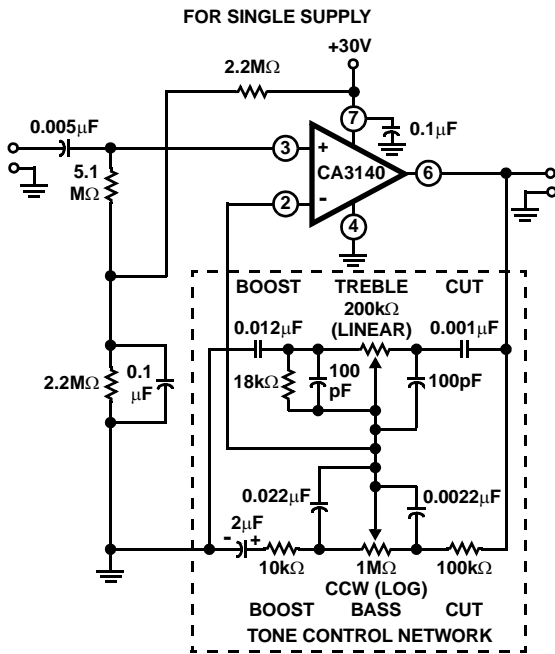 FOR SINGLE SUPPLY
+30V
2.2MΩ
0.005μF
7
0.1μF
5.1
MΩ
3
+
CA3140
6
2
-
4
BOOST
TREBLE
CUT
200kΩ
(LINEAR)
0.012μF
0.001μF
18kΩ
100
pF
100pF
2.2MΩ
0.1
μF
0.022μF
0.0022μF
2μF
-
+
10kΩ
1MΩ
100kΩ
CCW (LOG)
BOOST
BASS
CUT
TONE CONTROL NETWORK